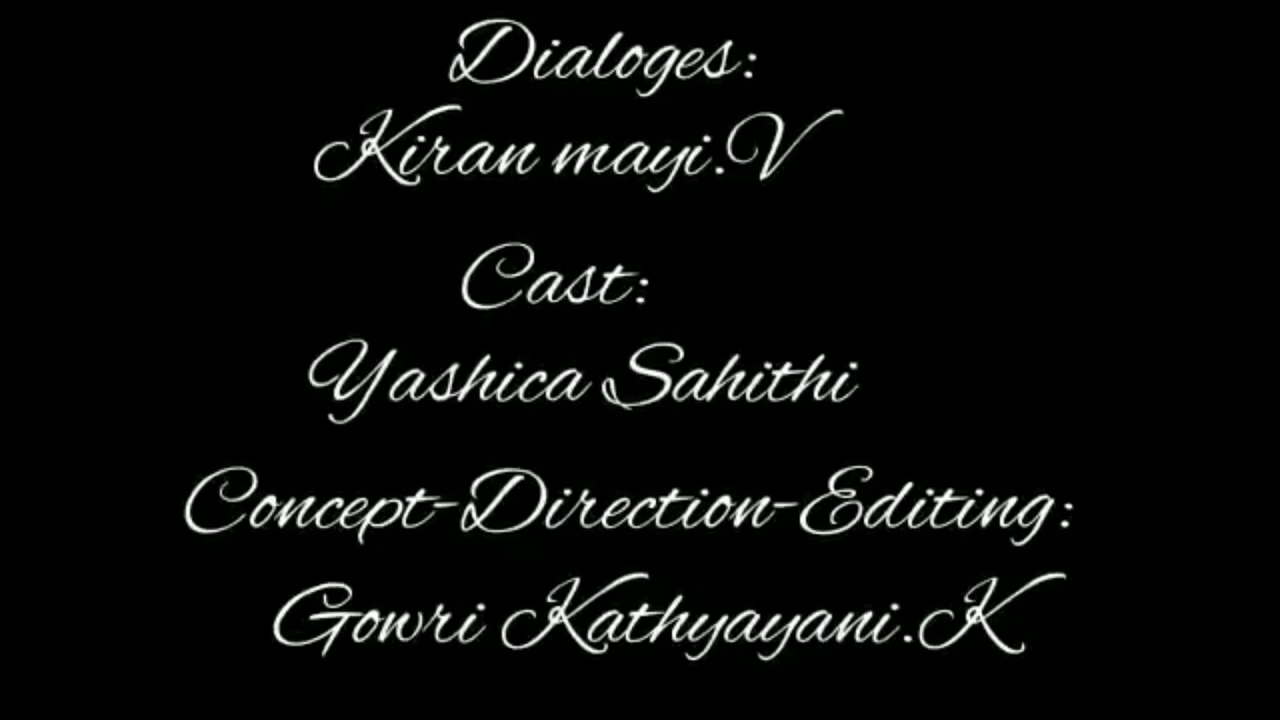 Dialoges:
Kiran mayi.V
Cast:
Yashica Sahithi
Concept-Direction-Editing:
Gowri Kathyayani.K